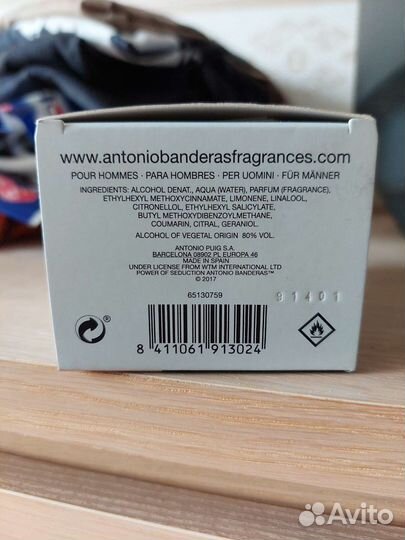 www.antoniobanderasfragrances.com
POUR HOMMES · PARA HOMBRES · PER UOMINI · FÜR MÄNNER
INGREDIENTS: ALCOHOL DENAT., AQUA (WATER), PARFUM (FRAGRANCE),
ETHYLHEXYL METHOXYCINNAMATE, LIMONENE, LINALOOL,
CITRONELLOL, ETHYLHEXYL SALICYLATE,
BUTYL METHOXYDIBENZOYLMETHANE,
COUMARIN, CITRAL, GERANIOL.
ALCOHOL OF VEGETAL ORIGIN 80% VOL.
ANTONIO PUIG S.A.
BARCELONA 08902 PL EUROPA 46
MADE IN SPAIN
UNDER LICENSE FROM WTM INTERNATIONAL LTD
POWER OF SEDUCTION ANTONIO BANDERAS™
© 2017
65130759
91401
®
8 411061 913024
Avito